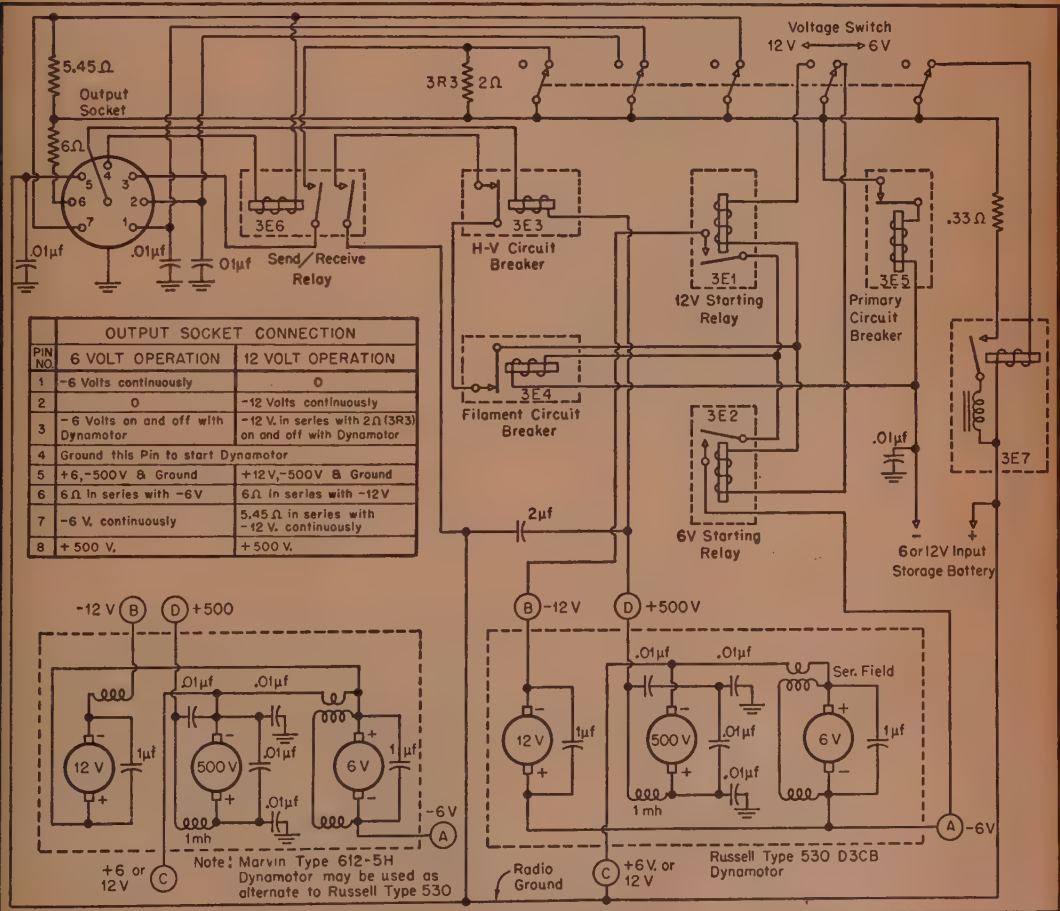 Voltage Switch
12 V 6 V
5.45 Ω
Output
Socket
3R3 2 Ω
6 Ω
4
5 3
6 2
7 1
.01µf
.01µf
.01µf
3E6
Send/Receive
Relay
3E3
H-V Circuit
Breaker
3E1
12V Starting
Relay
3E5
Primary
Circuit
Breaker
.33 Ω
3E4
Filament Circuit
Breaker
3E2
6V Starting
Relay
.01µf
3E7
-
+
6 or 12V Input
Storage Battery
OUTPUT SOCKET CONNECTION
PIN NO. 6 VOLT OPERATION 12 VOLT OPERATION
1 -6 Volts continuously 0
2 0 -12 Volts continuously
3 -6 Volts on and off with Dynamotor -12 V. in series with 2Ω (3R3) on and off with Dynamotor
4 Ground this Pin to start Dynamotor
5 +6,-500V & Ground +12V,-500V & Ground
6 6Ω in series with -6V 6Ω in series with -12V
7 -6 V. continuously 5.45 Ω in series with -12 V. continuously
8 + 500 V. + 500 V.
2µf
-12 V B D +500
.01µf .01µf
- - +
12 V 1µf 500 V .01µf 6 V 1µf
+ + -
.01µf
1mh
-6V
A
+6 or
12V C
Note: Marvin Type 612-5H
Dynamotor may be used as
alternate to Russell Type 530
B -12 V D +500 V
.01µf .01µf
Ser. Field
- - +
12 V 1µf 500 V .01µf 6 V 1µf
+ + -
.01µf
1 mh
A -6V
Radio
Ground
C +6V. or
12 V
Russell Type 530 D3CB
Dynamotor